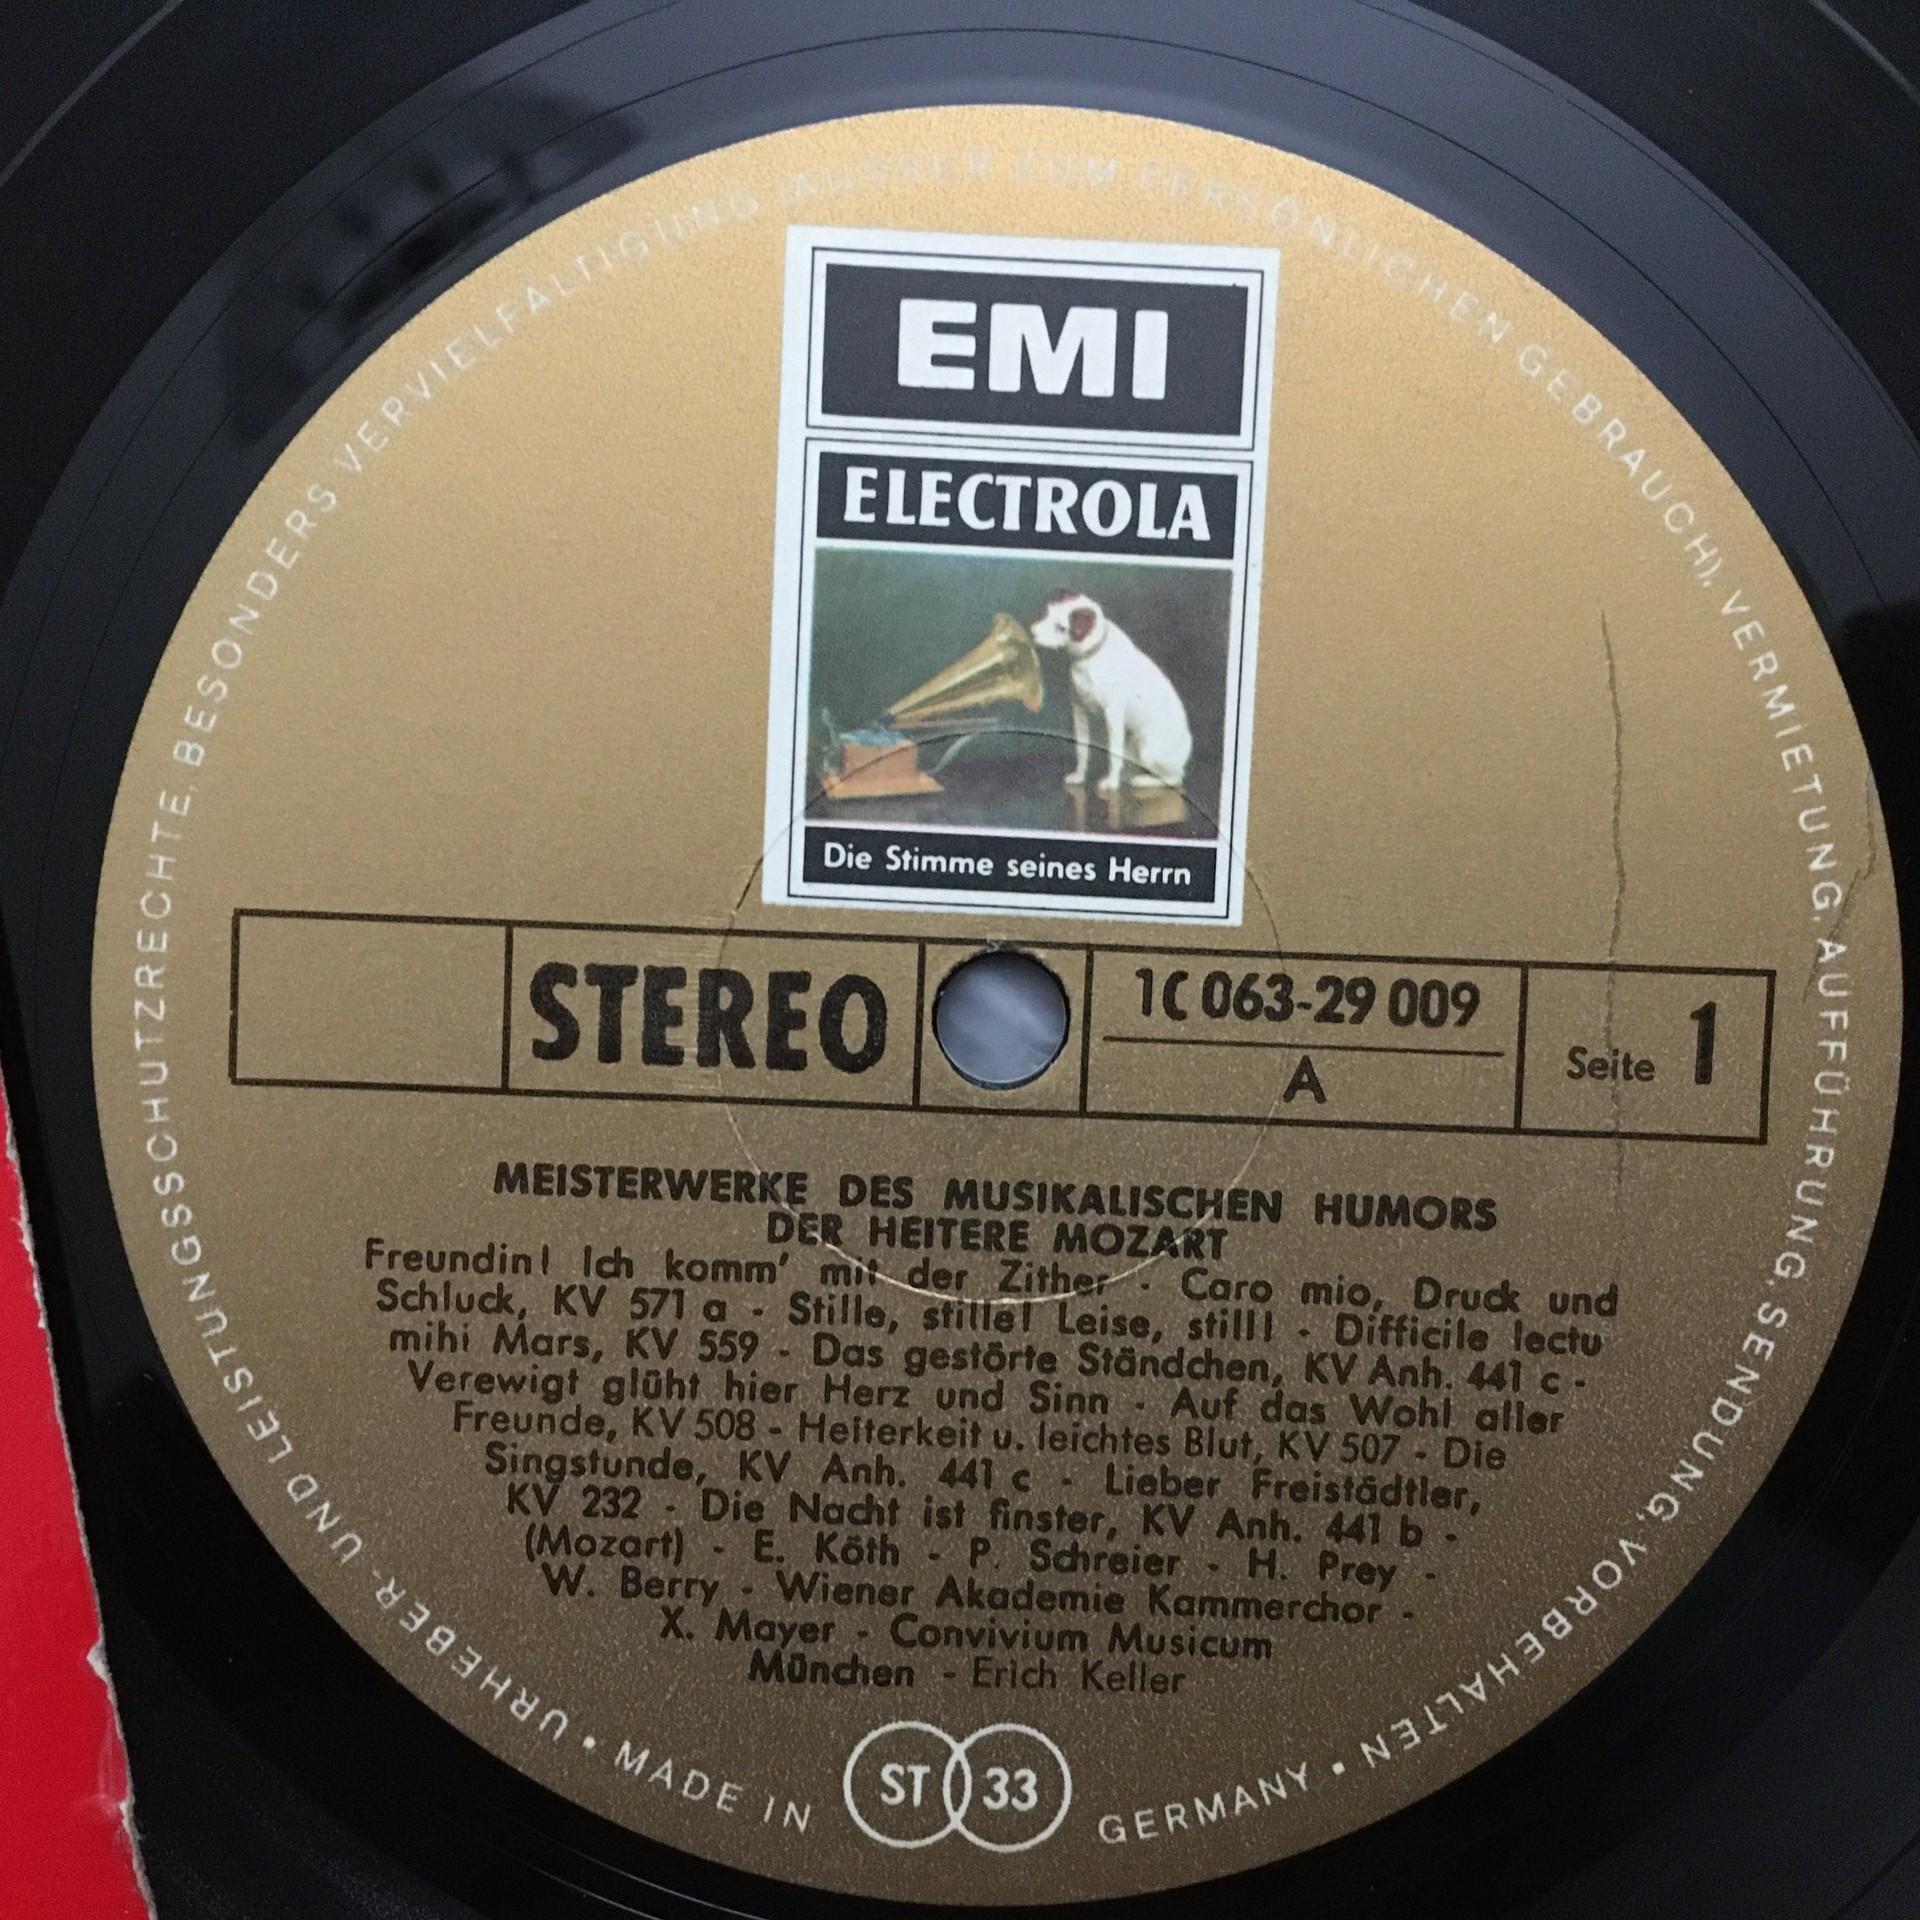 EMI
ELECTROLA
Die Stimme seines Herrn
STEREO
1C 063-29 009
A
Seite 1
MEISTERWERKE DES MUSIKALISCHEN HUMORS
DER HEITERE MOZART
Freundin! Ich komm' mit der Zither - Caro mio, Druck und
Schluck, KV 571 a - Stille, stille! Leise, still! - Difficile lectu
mihi Mars, KV 559 - Das gestörte Ständchen, KV Anh. 441 c -
Verewigt glüht hier Herz und Sinn - Auf das Wohl aller
Freunde, KV 508 - Heiterkeit u. leichtes Blut, KV 507 - Die
Singstunde, KV Anh. 441 c - Lieber Freistädtler,
KV 232 - Die Nacht ist finster, KV Anh. 441 b -
(Mozart) - E. Köth - P. Schreier - H. Prey -
W. Berry - Wiener Akademie Kammerchor -
X. Mayer - Convivium Musicum
München - Erich Keller
ST 33
MADE IN GERMANY • URHEBER- UND LEISTUNGSSCHUTZRECHTE, BESONDERS VERVIELFÄLTIGUNG (AUSSER ZUM PERSÖNLICHEN GEBRAUCH), VERMIETUNG, AUFFÜHRUNG, SENDUNG, VORBEHALTEN •